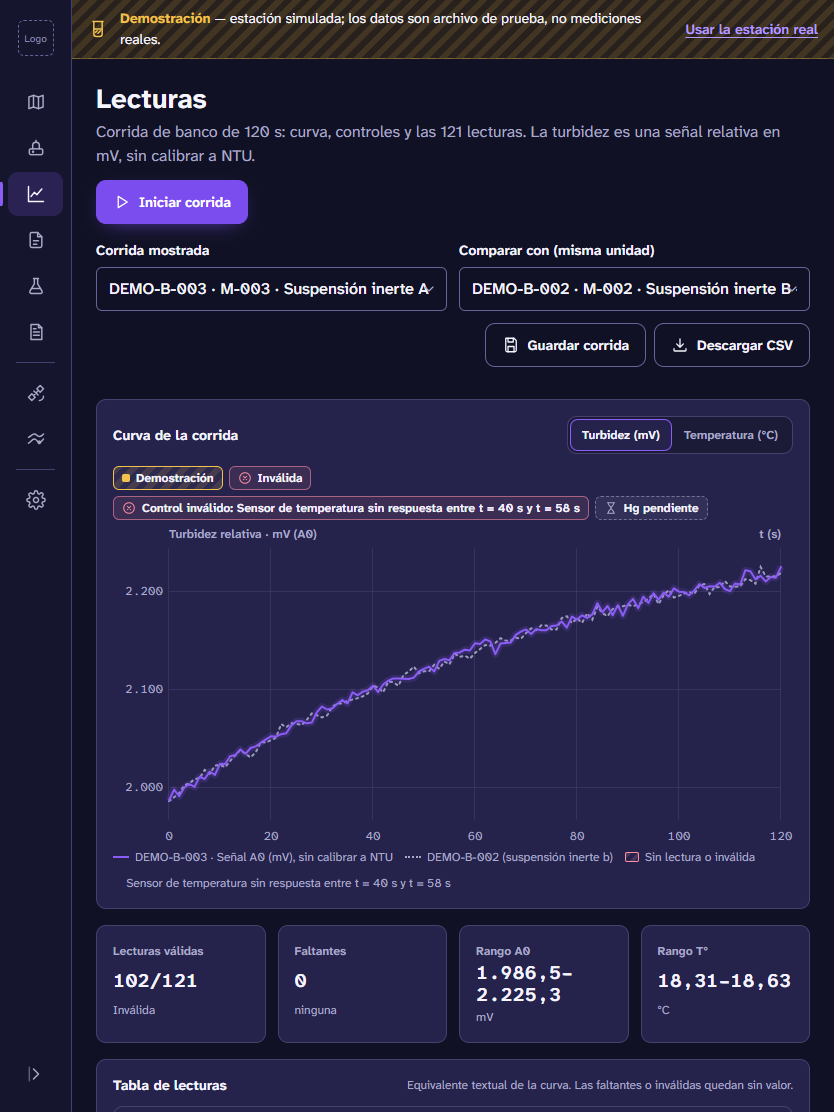 Logo
Demostración — estación simulada; los datos son archivo de prueba, no mediciones
reales.
Usar la estación real
Lecturas
Corrida de banco de 120 s: curva, controles y las 121 lecturas. La turbidez es una señal relativa en
mV, sin calibrar a NTU.
Iniciar corrida
Corrida mostrada
Comparar con (misma unidad)
DEMO-B-003 · M-003 · Suspensión inerte A
DEMO-B-002 · M-002 · Suspensión inerte B
Guardar corrida
Descargar CSV
Curva de la corrida
Turbidez (mV)
Temperatura (°C)
Demostración
Inválida
Control inválido: Sensor de temperatura sin respuesta entre t = 40 s y t = 58 s
Hg pendiente
Turbidez relativa · mV (A0)
t (s)
2.200
2.100
2.000
0 20 40 60 80 100 120
DEMO-B-003 · Señal A0 (mV), sin calibrar a NTU
DEMO-B-002 (suspensión inerte b)
Sin lectura o inválida
Sensor de temperatura sin respuesta entre t = 40 s y t = 58 s
Lecturas válidas
102/121
Inválida
Faltantes
0
ninguna
Rango A0
1.986,5–
2.225,3
mV
Rango T°
18,31–18,63
°C
Tabla de lecturas
Equivalente textual de la curva. Las faltantes o inválidas quedan sin valor.